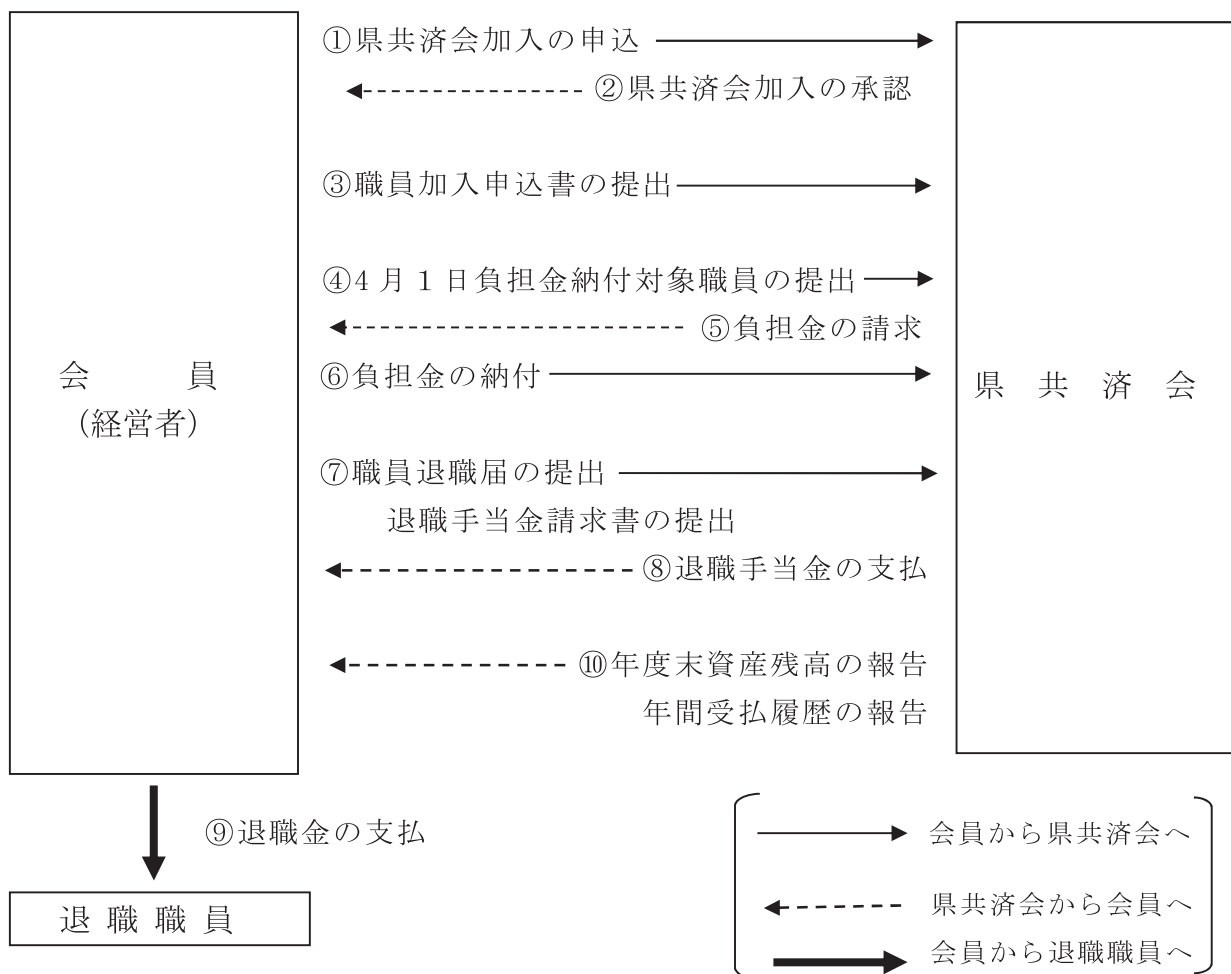 ①県共済会加入の申込
②県共済会加入の承認
③職員加入申込書の提出
④4月1日負担金納付対象職員の提出
⑤負担金の請求
⑥負担金の納付
会員
(経営者)
県共済会
⑦職員退職届の提出
退職手当金請求書の提出
⑧退職手当金の支払
⑩年度末資産残高の報告
年間受払履歴の報告
⑨退職金の支払
退職職員
会員から県共済会へ
県共済会から会員へ
会員から退職職員へ